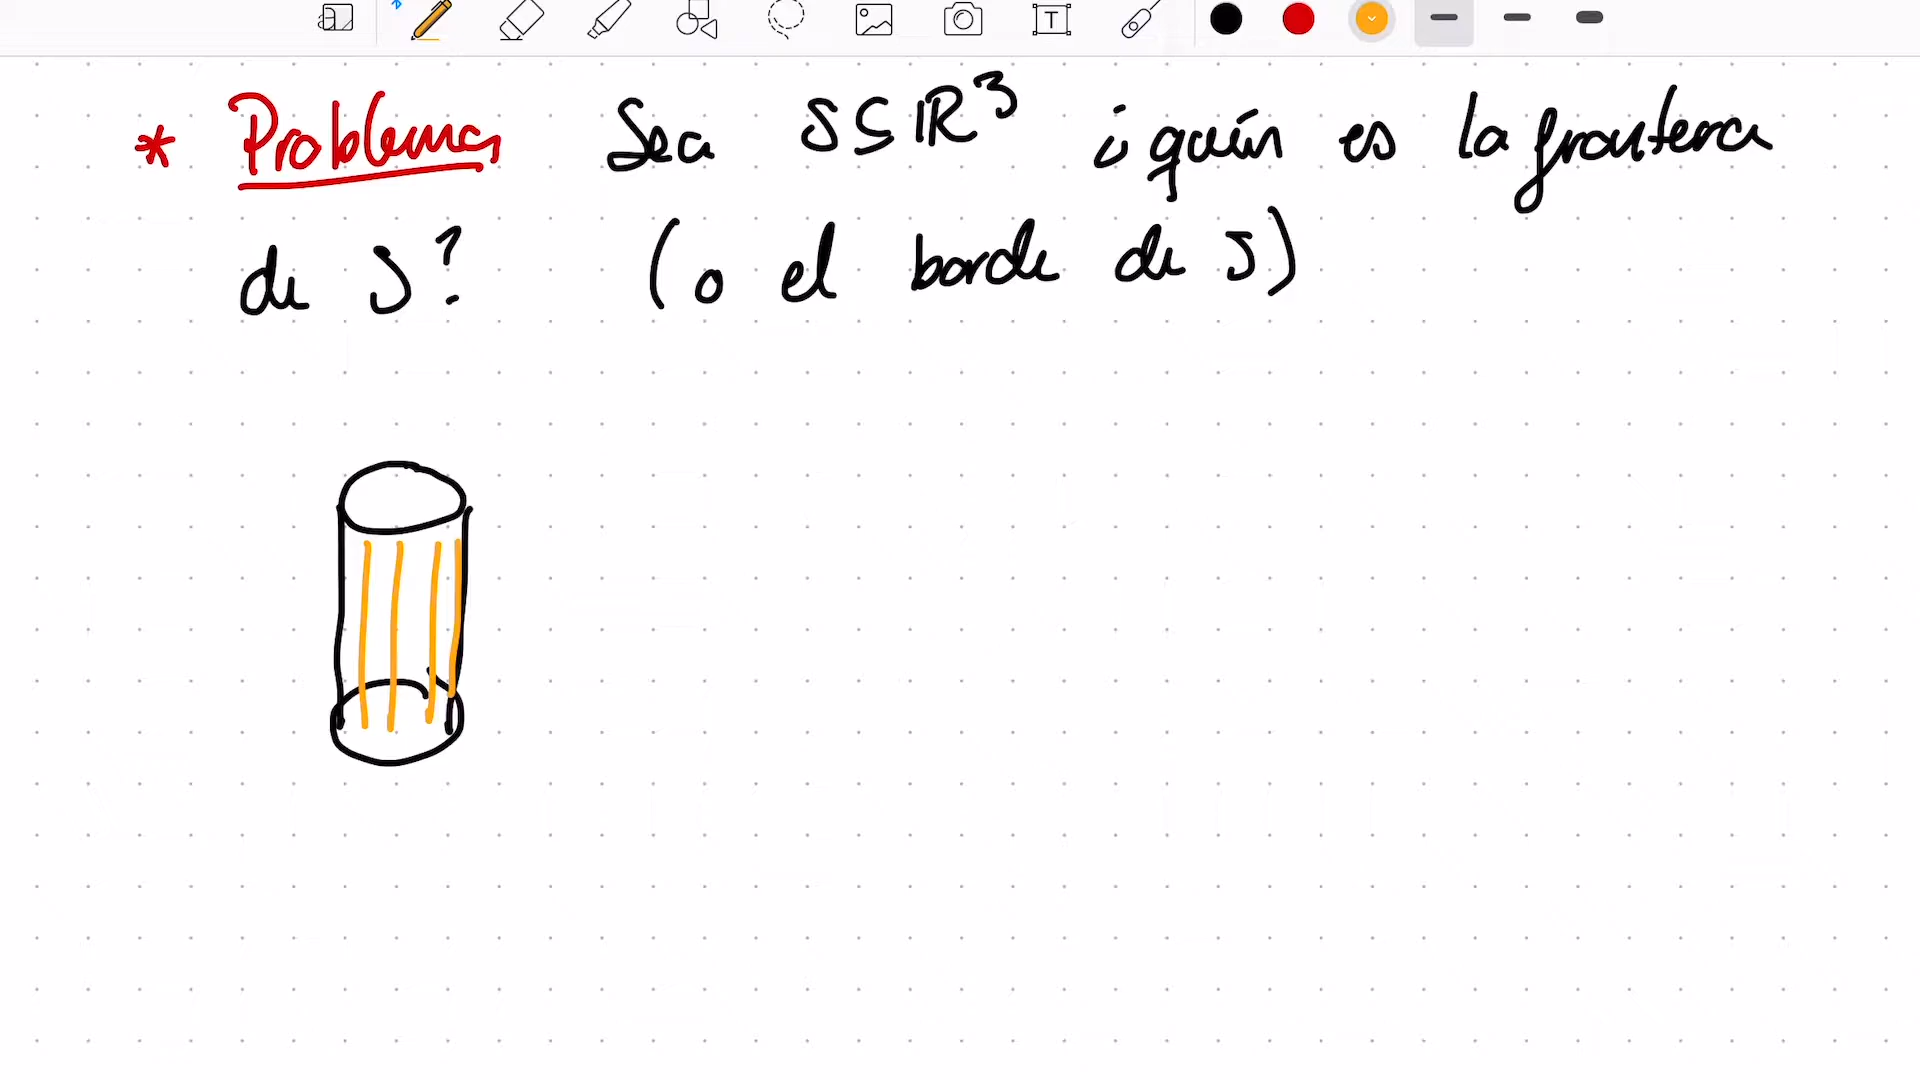 * Problema Sea S ⊆ ℝ³ ¿quién es la frontera
de S? (o el borde de S)